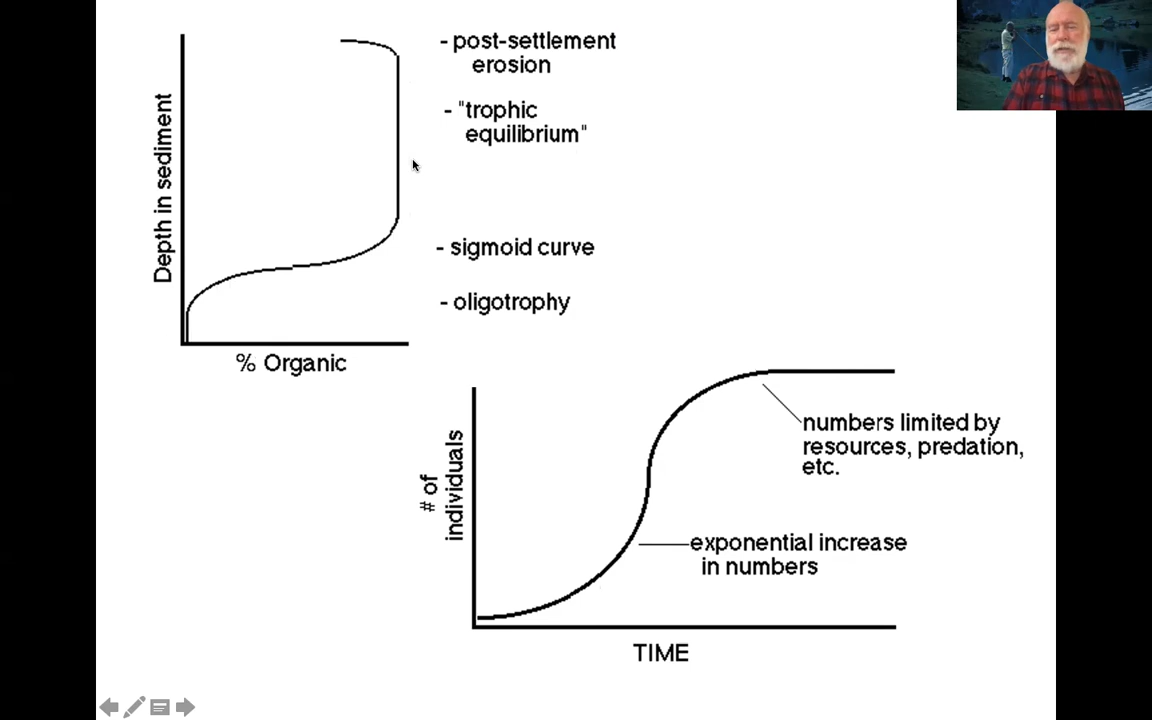 - post-settlement
erosion
- "trophic
equilibrium"
Depth in sediment
- sigmoid curve
- oligotrophy
% Organic
# of
individuals
numbers limited by
resources, predation,
etc.
exponential increase
in numbers
TIME